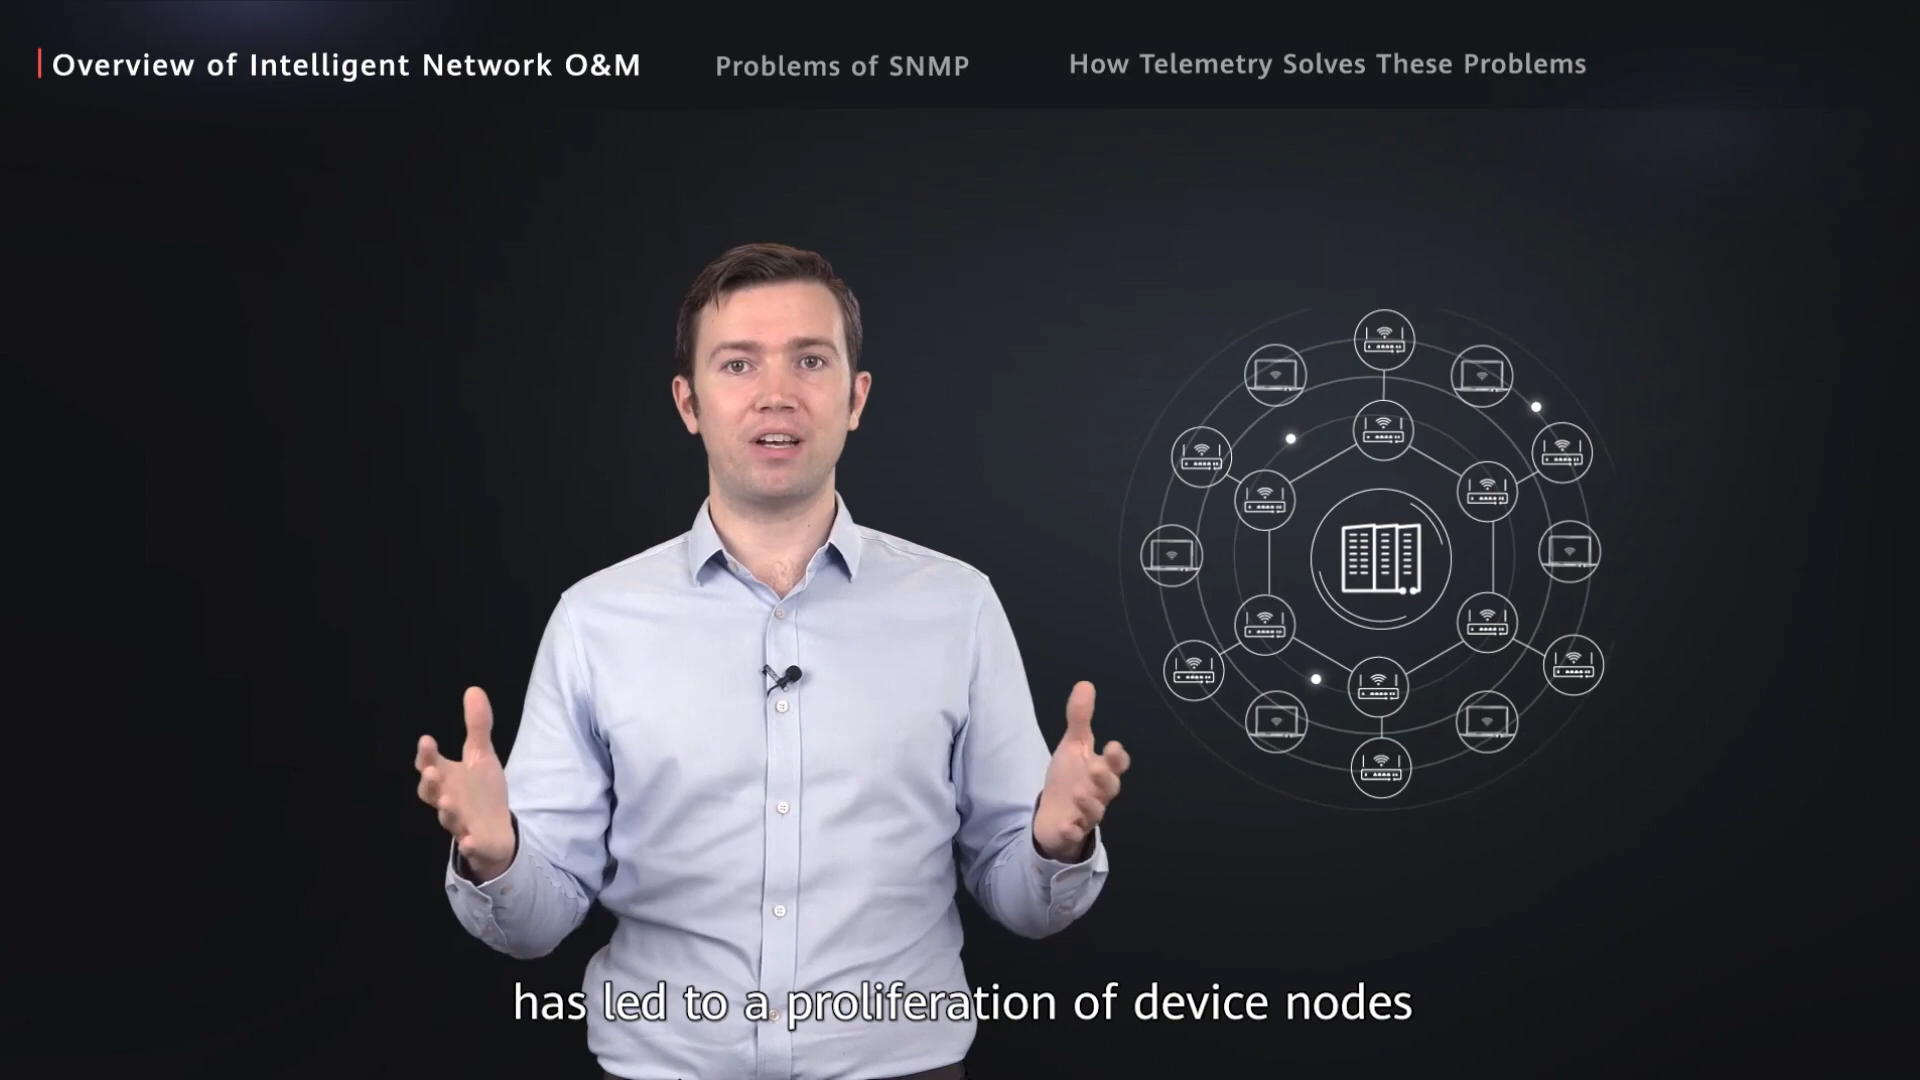 Overview of Intelligent Network O&M
Problems of SNMP
How Telemetry Solves These Problems
has led to a proliferation of device nodes